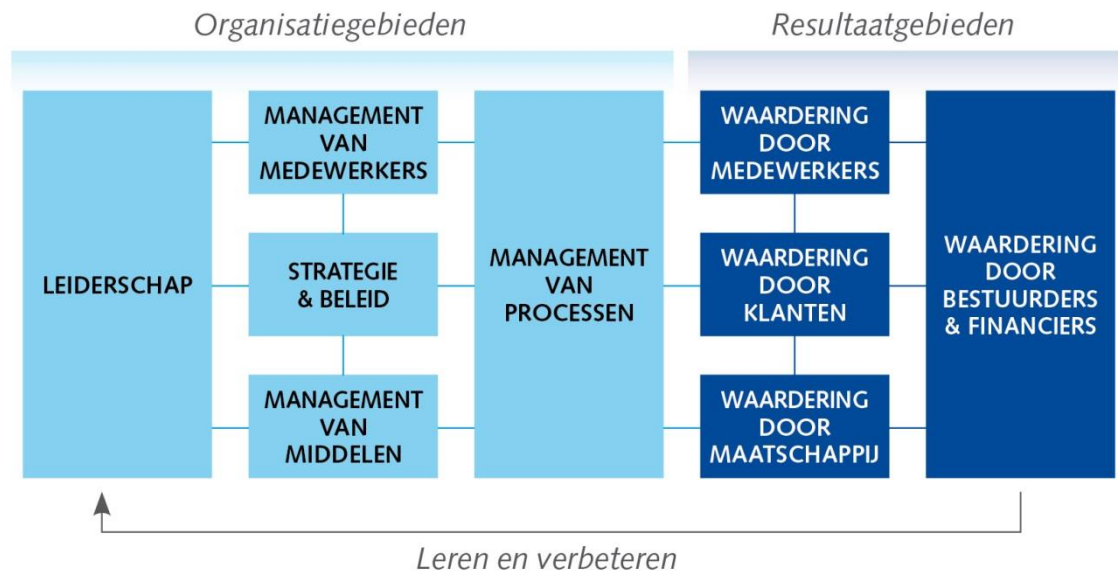 Organisatiegebieden
Resultaatgebieden
LEIDERSCHAP
MANAGEMENT
VAN
MEDEWERKERS
STRATEGIE
& BELEID
MANAGEMENT
VAN
MIDDELEN
MANAGEMENT
VAN
PROCESSEN
WAARDERING
DOOR
MEDEWERKERS
WAARDERING
DOOR
KLANTEN
WAARDERING
DOOR
MAATSCHAPPIJ
WAARDERING
DOOR
BESTUURDERS
& FINANCIERS
Leren en verbeteren